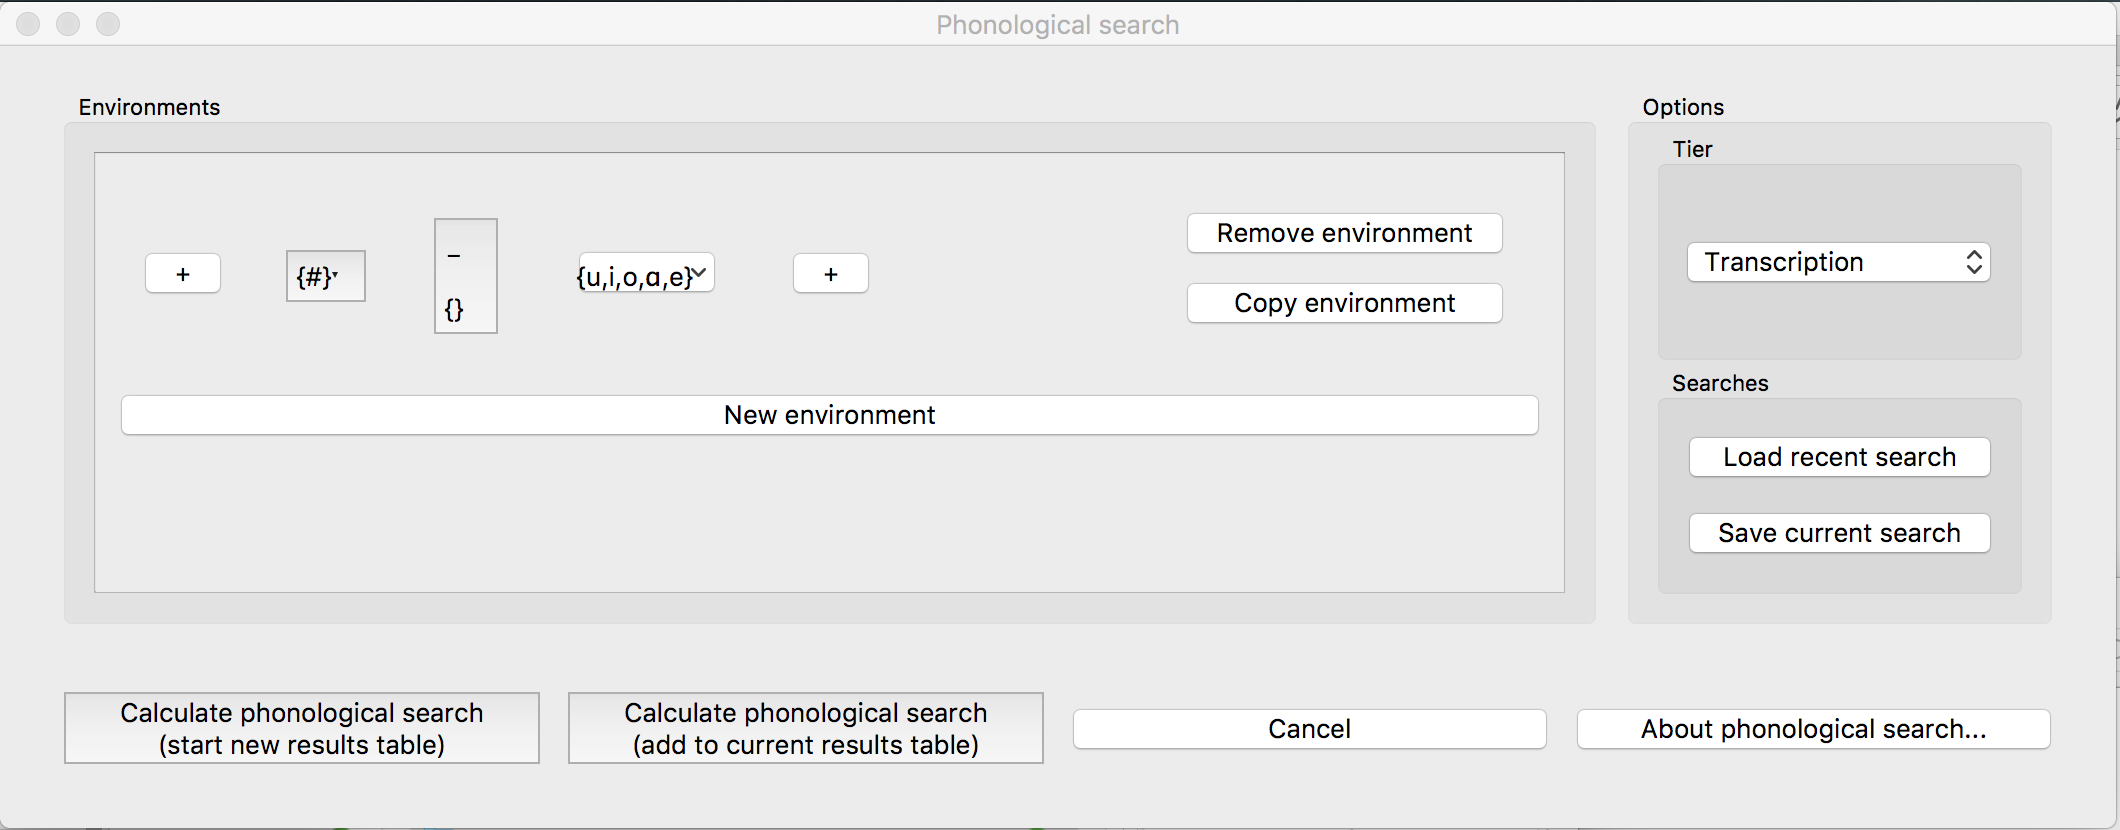 Phonological search
Environments
Options
Tier
+
{#}
_
{}
{u,i,o,ɑ,e}
+
Remove environment
Copy environment
Transcription
New environment
Searches
Load recent search
Save current search
Calculate phonological search
(start new results table)
Calculate phonological search
(add to current results table)
Cancel
About phonological search...